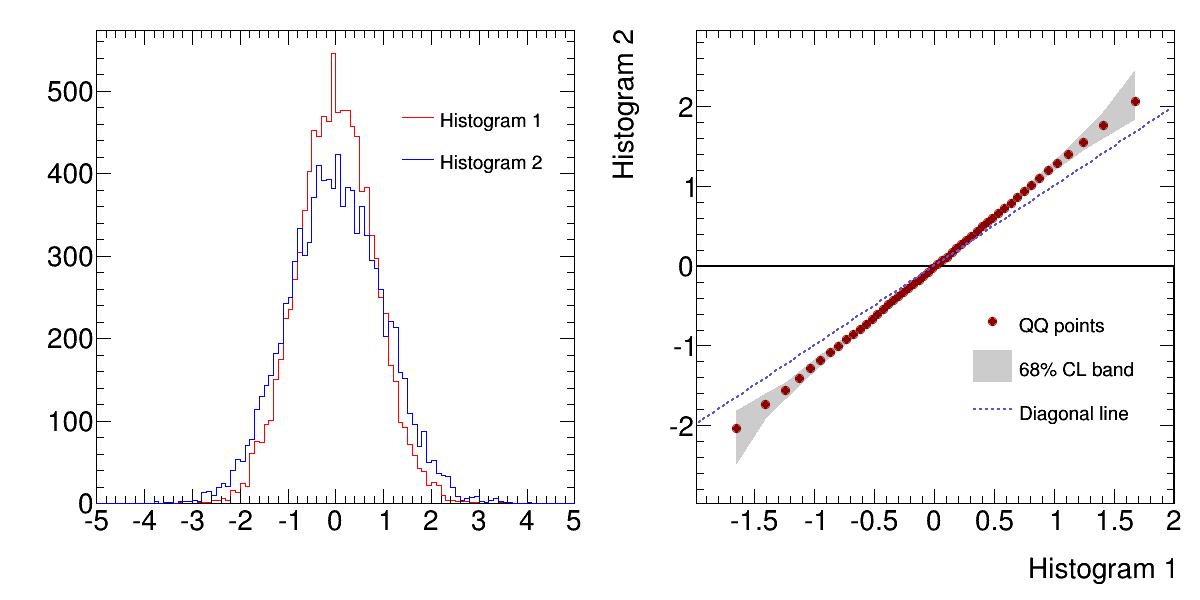 500
400
300
200
100
0
-5 -4 -3 -2 -1 0 1 2 3 4 5
Histogram 1
Histogram 2
Histogram 2
2
1
0
-1
-2
QQ points
68% CL band
Diagonal line
-1.5 -1 -0.5 0 0.5 1 1.5 2
Histogram 1